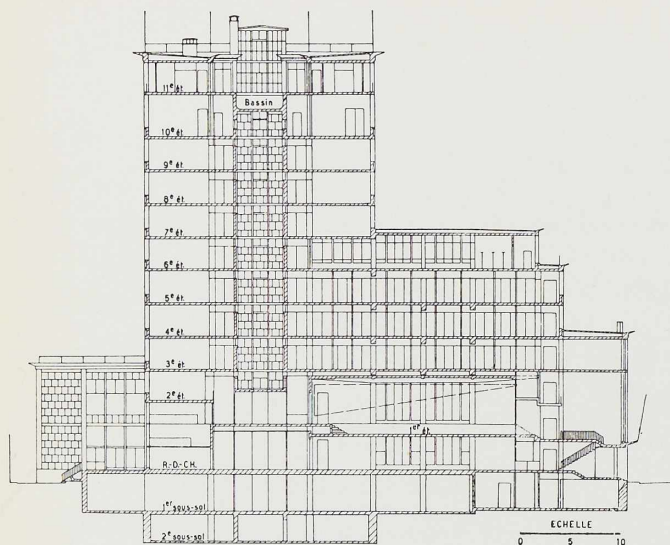 11e ét.
Bassin
10e ét.
9e ét.
8e ét.
7e ét.
6e ét.
5e ét.
4e ét.
3e ét.
2e ét.
1er ét.
R.-D.-CH.
1er sous-sol
2e sous-sol
ECHELLE
0 5 10